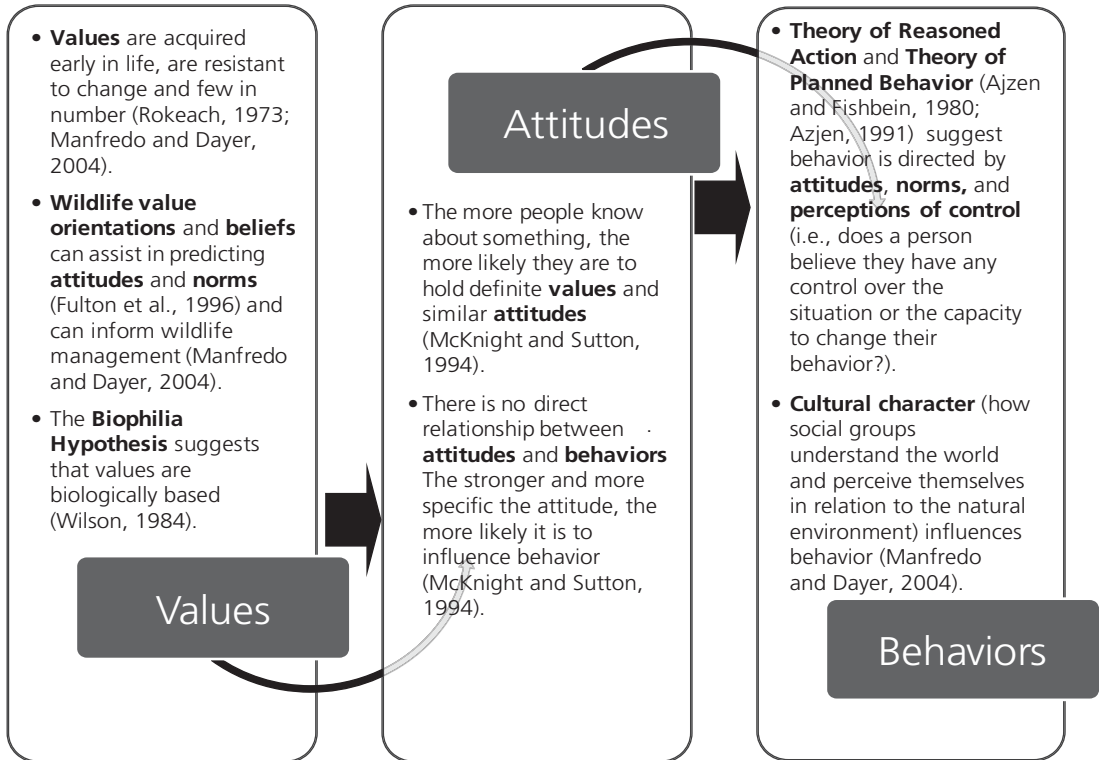 • Values are acquired
early in life, are resistant
to change and few in
number (Rokeach, 1973;
Manfredo and Dayer,
2004).
• Wildlife value
orientations and beliefs
can assist in predicting
attitudes and norms
(Fulton et al., 1996) and
can inform wildlife
management (Manfredo
and Dayer, 2004).
• The Biophilia
Hypothesis suggests
that values are
biologically based
(Wilson, 1984).
Values
Attitudes
• The more people know
about something, the
more likely they are to
hold definite values and
similar attitudes
(McKnight and Sutton,
1994).
• There is no direct
relationship between .
attitudes and behaviors
The stronger and more
specific the attitude, the
more likely it is to
influence behavior
(McKnight and Sutton,
1994).
• Theory of Reasoned
Action and Theory of
Planned Behavior (Ajzen
and Fishbein, 1980;
Azjen, 1991) suggest
behavior is directed by
attitudes, norms, and
perceptions of control
(i.e., does a person
believe they have any
control over the
situation or the capacity
to change their
behavior?).
• Cultural character (how
social groups
understand the world
and perceive themselves
in relation to the natural
environment) influences
behavior (Manfredo
and Dayer, 2004).
Behaviors